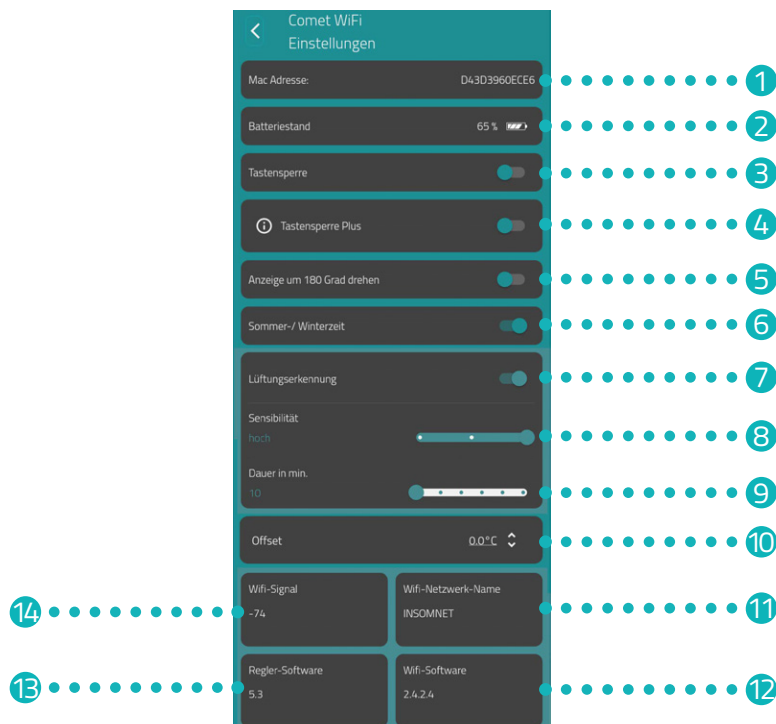 Comet WiFi
Einstellungen
Mac Adresse: D43D3960ECE6 1
Batteriestand 65 % 2
Tastensperre 3
Tastensperre Plus 4
Anzeige um 180 Grad drehen 5
Sommer-/ Winterzeit 6
Lüftungserkennung 7
Sensibilität
hoch 8
Dauer in min.
10 9
Offset 0.0°C 10
Wifi-Signal Wifi-Netzwerk-Name
14 -74 INSOMNET 11
Regler-Software Wifi-Software
13 5.3 2.4.2.4 12